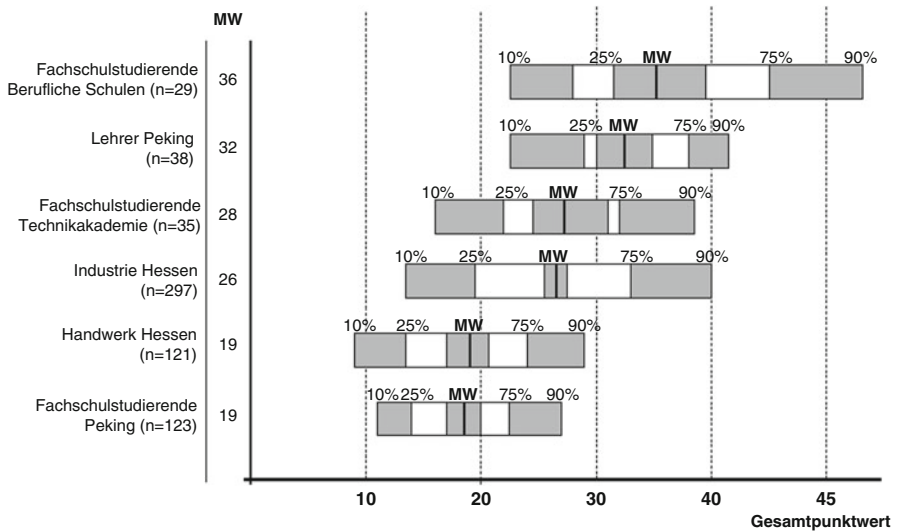 MW
Fachschulstudierende
Berufliche Schulen (n=29)
36
10% 25% MW 75% 90%
Lehrer Peking
(n=38)
32
10% 25% MW 75% 90%
Fachschulstudierende
Technikakademie (n=35)
28
10% 25% MW 75% 90%
Industrie Hessen
(n=297)
26
10% 25% MW 75% 90%
Handwerk Hessen
(n=121)
19
10% 25% MW 75% 90%
Fachschulstudierende
Peking (n=123)
19
10% 25% MW 75% 90%
10 20 30 40 45
Gesamtpunktwert